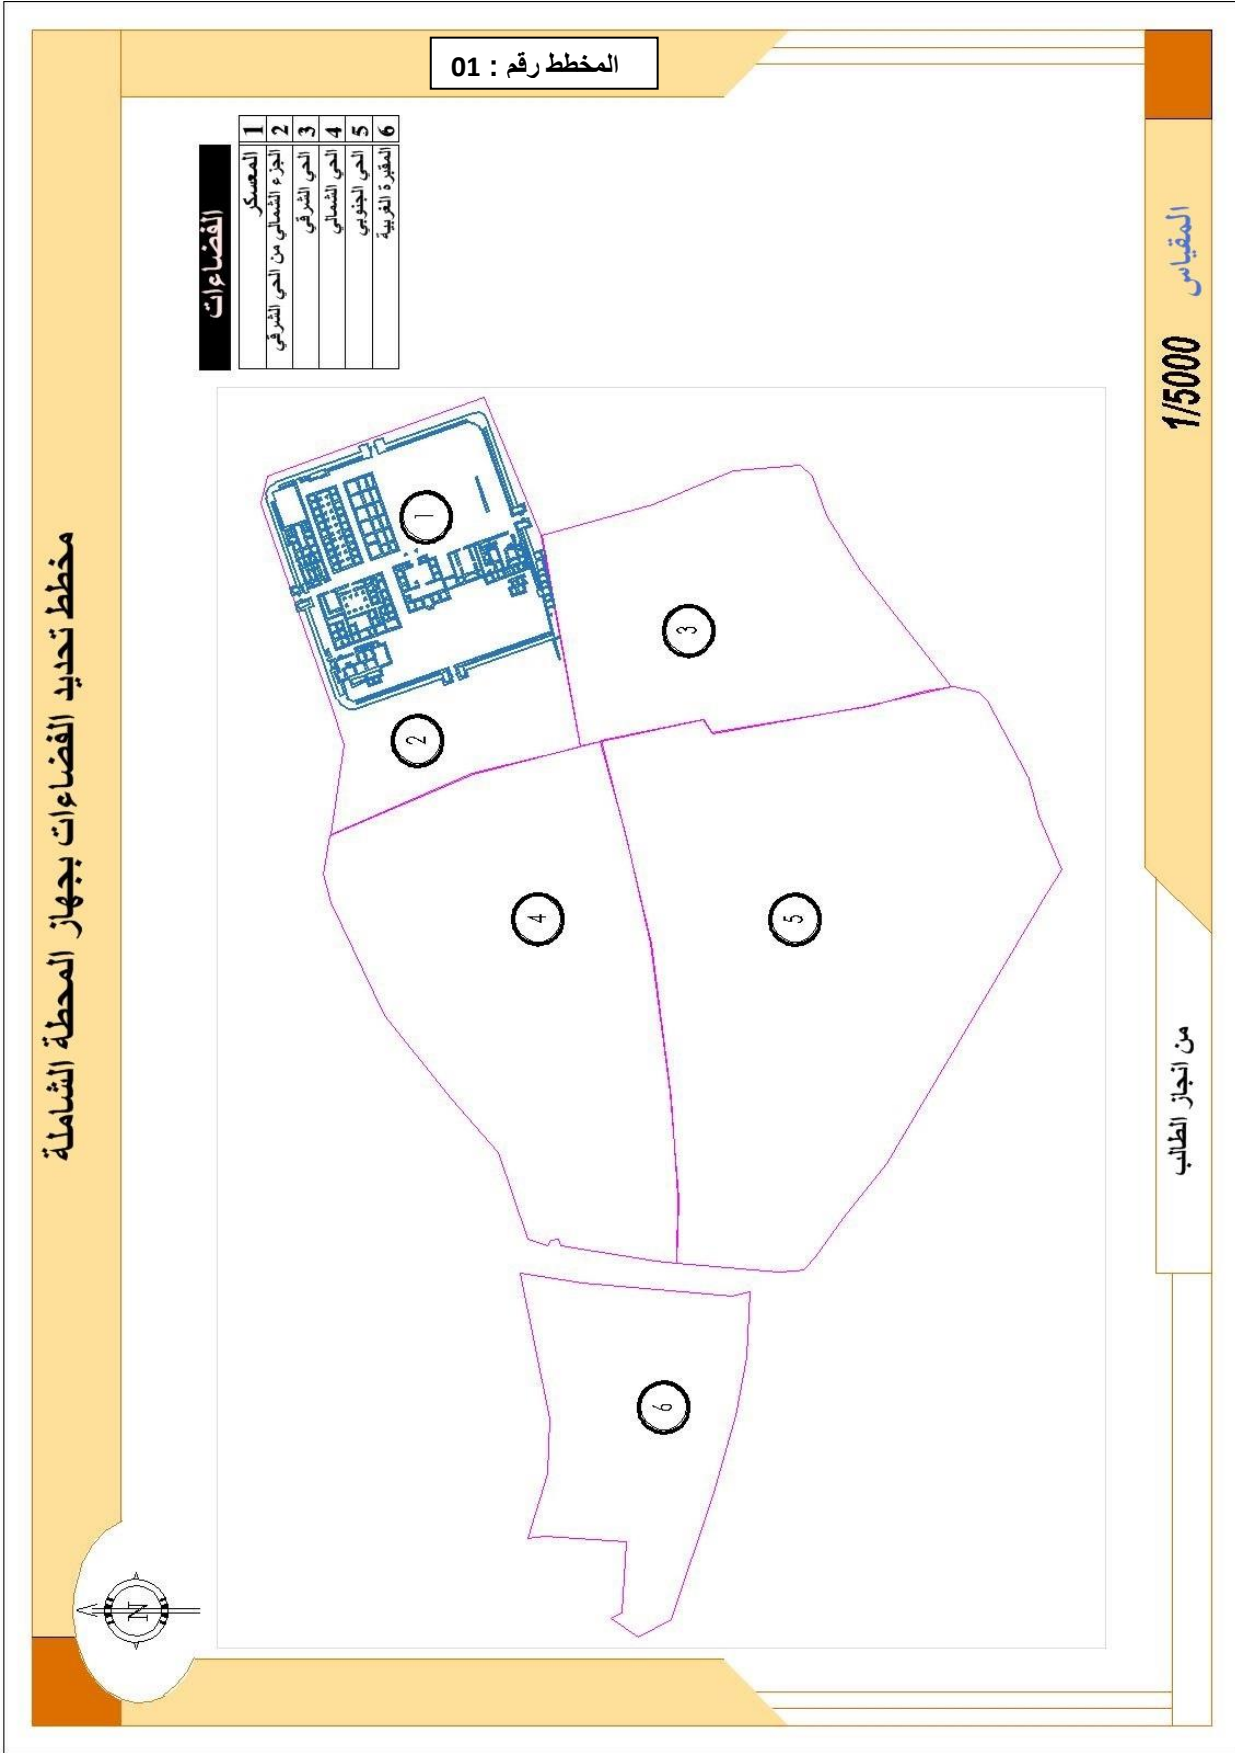 المخطط رقم : 01
مخطط تحديد الفضاءات بجهاز المحطة الشاملة
الفضاءات
المعسكر 1
الجزء الشمالي من الحي الشرقي 2
الحي الشرقي 3
الحي الشمالي 4
الحي الجنوبي 5
المقبرة الغربية 6
1
2
3
4
5
6
N
المقياس 1/5000
من انجاز الطالب